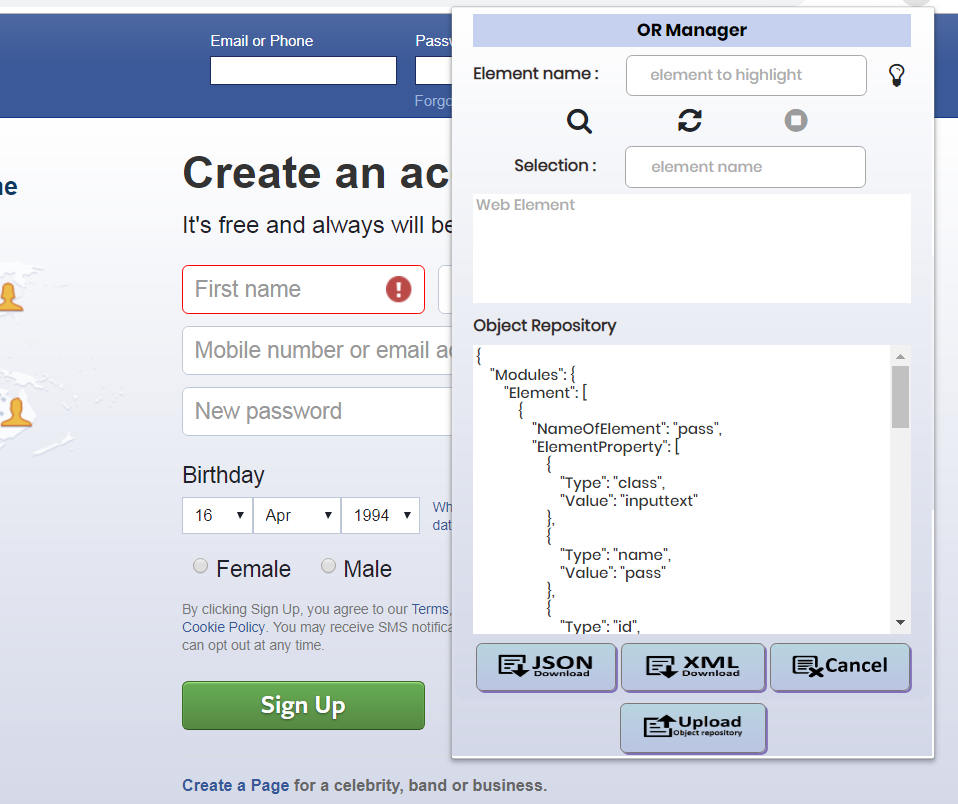 Email or Phone
Passw
Forgo
Create an ac
It's free and always will be
First name
Mobile number or email ad
New password
Birthday
16 Apr 1994
Wh
dat
Female Male
By clicking Sign Up, you agree to our Terms,
Cookie Policy. You may receive SMS notifica
can opt out at any time.
Sign Up
Create a Page for a celebrity, band or business.
ne
OR Manager
Element name :
element to highlight
Selection :
element name
Web Element
Object Repository
{
"Modules": {
"Element": [
{
"NameOfElement": "pass",
"ElementProperty": [
{
"Type": "class",
"Value": "inputtext"
},
{
"Type": "name",
"Value": "pass"
},
{
"Type": "id",
JSON
Download
XML
Download
Cancel
Upload
Object repository